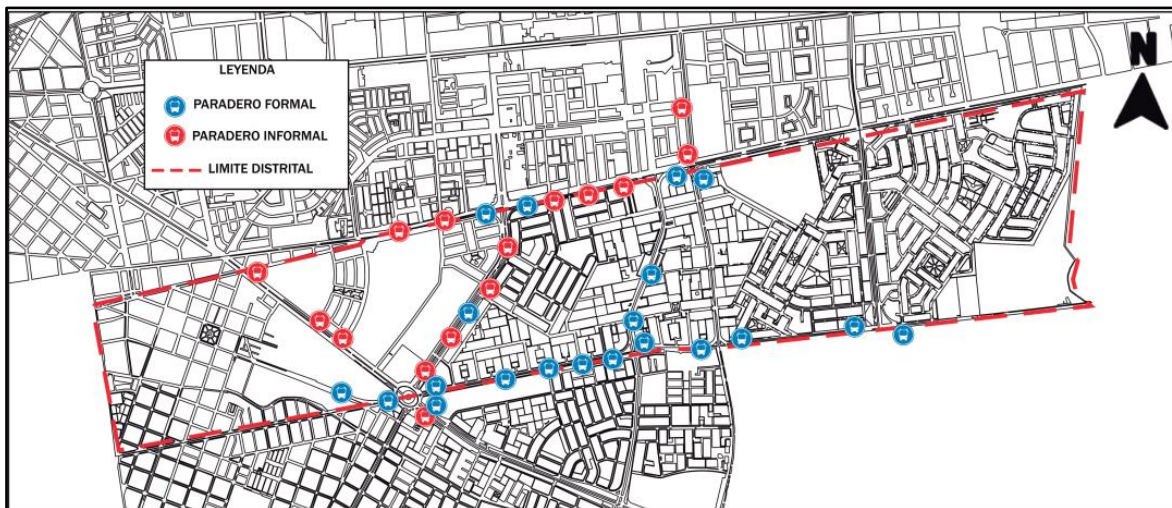 LEYENDA
PARADERO FORMAL
PARADERO INFORMAL
LIMITE DISTRITAL
N